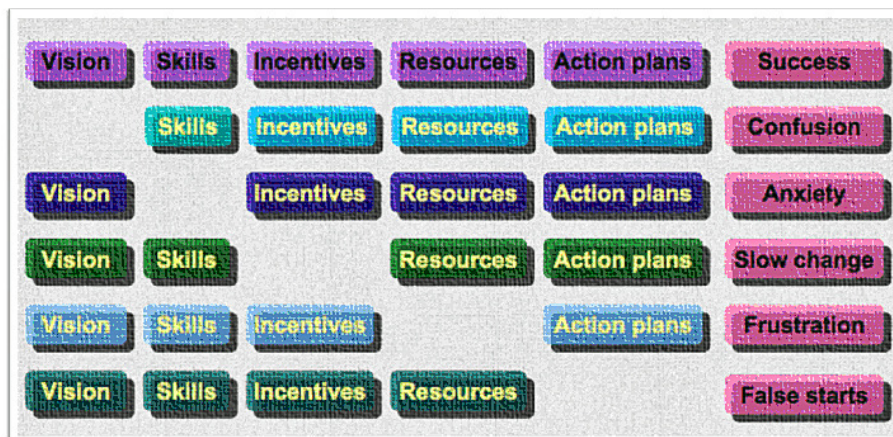 Vision Skills Incentives Resources Action plans Success
Skills Incentives Resources Action plans Confusion
Vision Incentives Resources Action plans Anxiety
Vision Skills Resources Action plans Slow change
Vision Skills Incentives Action plans Frustration
Vision Skills Incentives Resources False starts